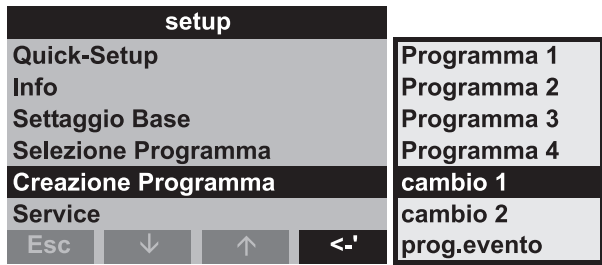 setup
Quick-Setup
Info
Settaggio Base
Selezione Programma
Creazione Programma
Service
Esc ↓ ↑ <-'
Programma 1
Programma 2
Programma 3
Programma 4
cambio 1
cambio 2
prog.evento